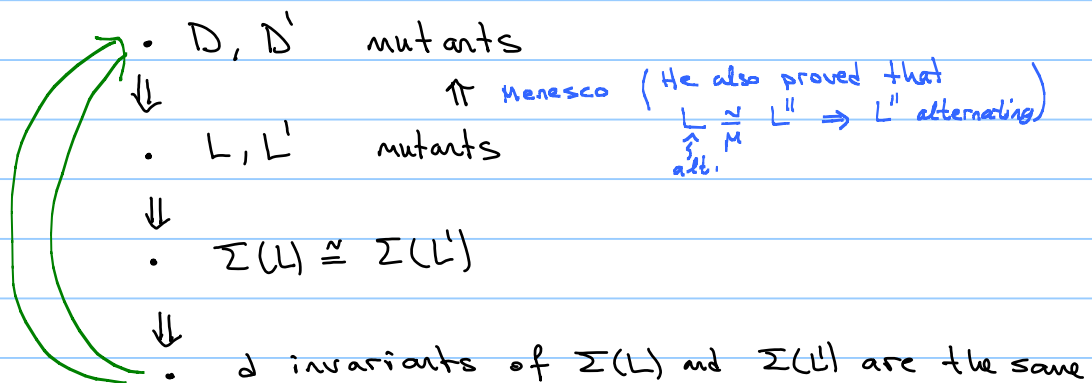 • D, D' mutants
⇓ ⇑ Menesco (He also proved that
L ≅ L'' ⇒ L'' alternating)
M
alt.
• L, L' mutants
⇓
• Σ(L) ≅ Σ(L')
⇓
• d invariants of Σ(L) and Σ(L') are the same